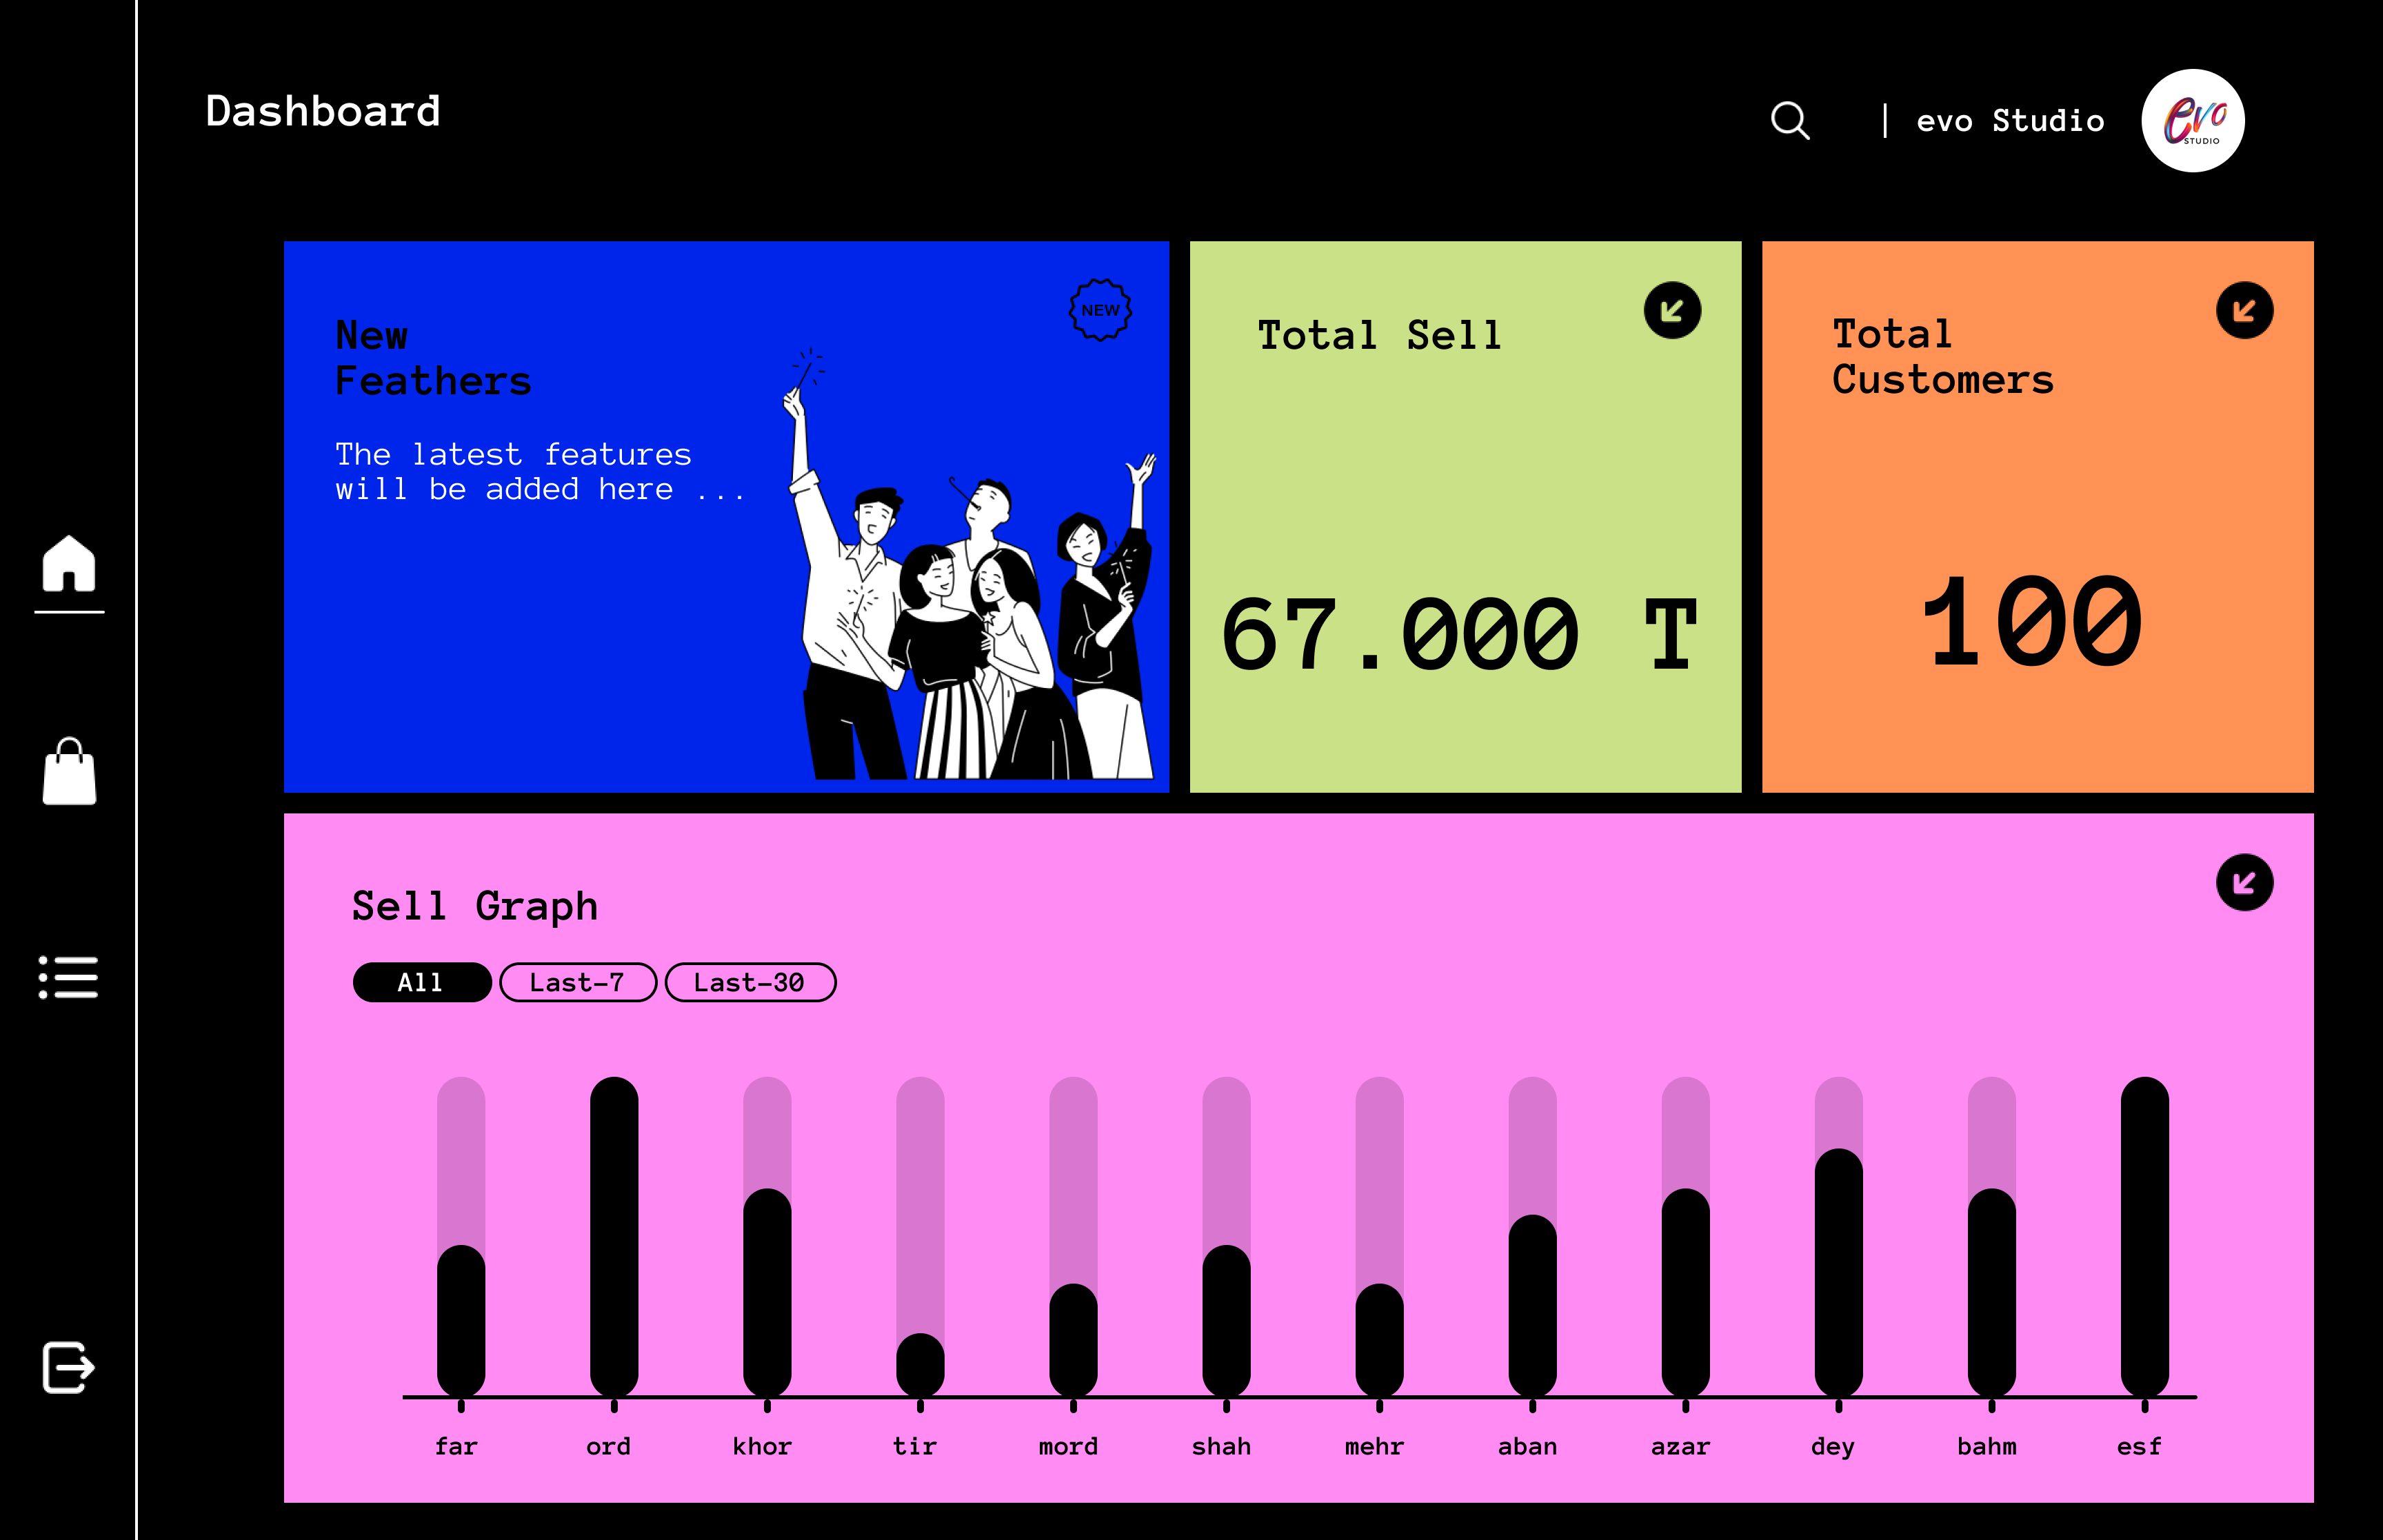 Dashboard
| evo Studio
evo
STUDIO
New
Feathers
NEW
The latest features
will be added here ...
Total Sell
67.000 T
Total
Customers
100
Sell Graph
All
Last-7
Last-30
far
ord
khor
tir
mord
shah
mehr
aban
azar
dey
bahm
esf